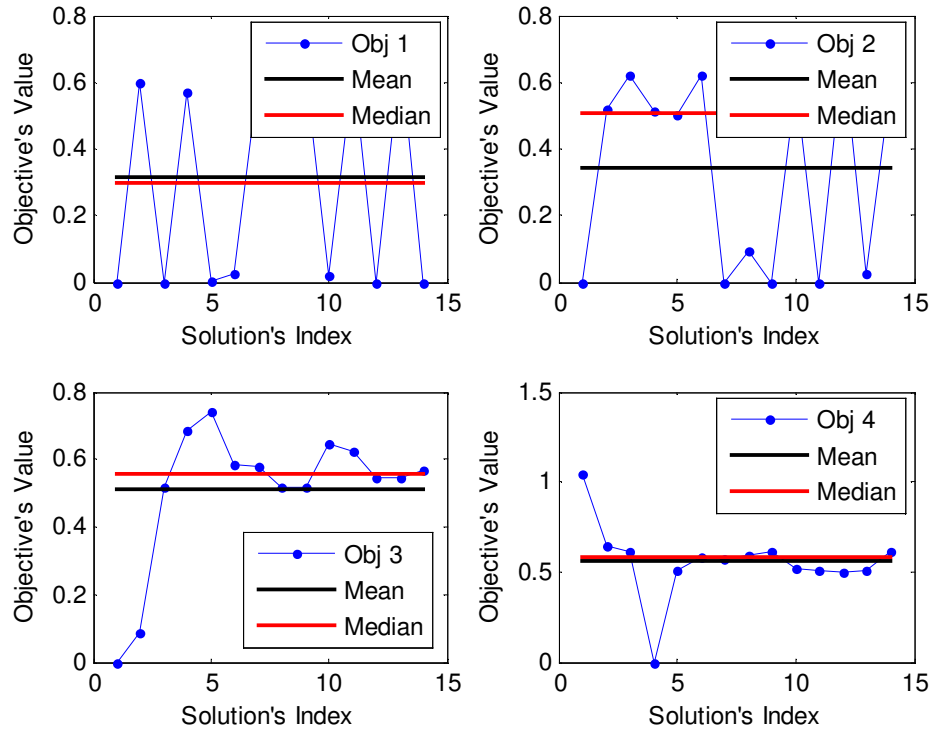 0.8
0.6
0.4
0.2
0
0
5
10
15
Objective's Value
Solution's Index
Obj 1
Mean
Median
0.8
0.6
0.4
0.2
0
0
5
10
15
Objective's Value
Solution's Index
Obj 2
Mean
Median
0.8
0.6
0.4
0.2
0
0
5
10
15
Objective's Value
Solution's Index
Obj 3
Mean
Median
1.5
1
0.5
0
0
5
10
15
Objective's Value
Solution's Index
Obj 4
Mean
Median